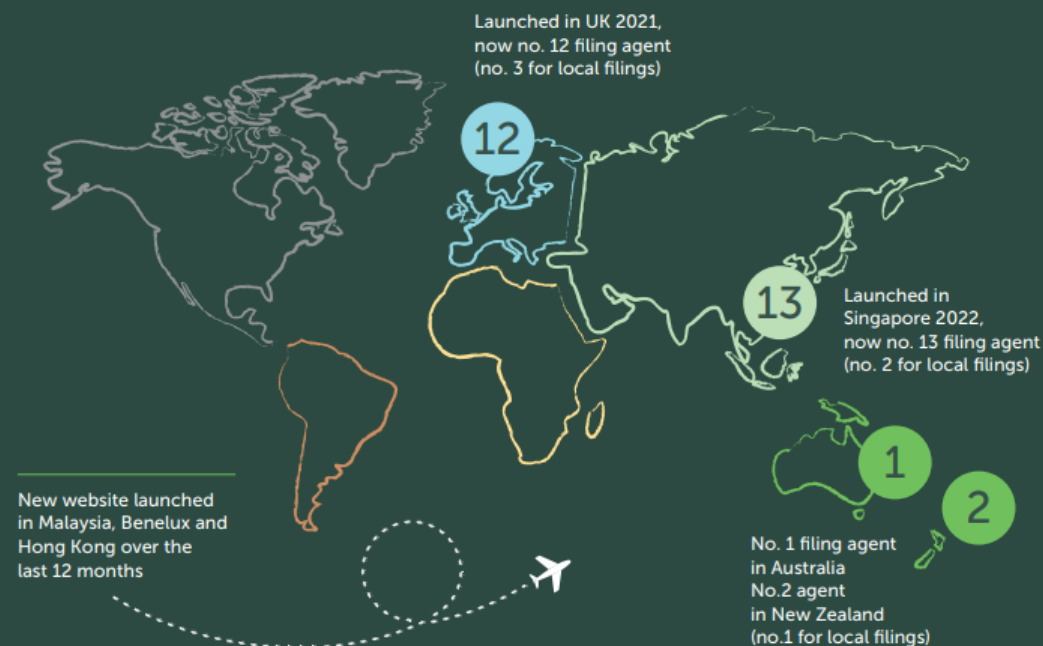 Launched in UK 2021,
now no. 12 filing agent
(no. 3 for local filings)
12
13
Launched in
Singapore 2022,
now no. 13 filing agent
(no. 2 for local filings)
1
2
New website launched
in Malaysia, Benelux and
Hong Kong over the
last 12 months
No. 1 filing agent
in Australia
No.2 agent
in New Zealand
(no.1 for local filings)